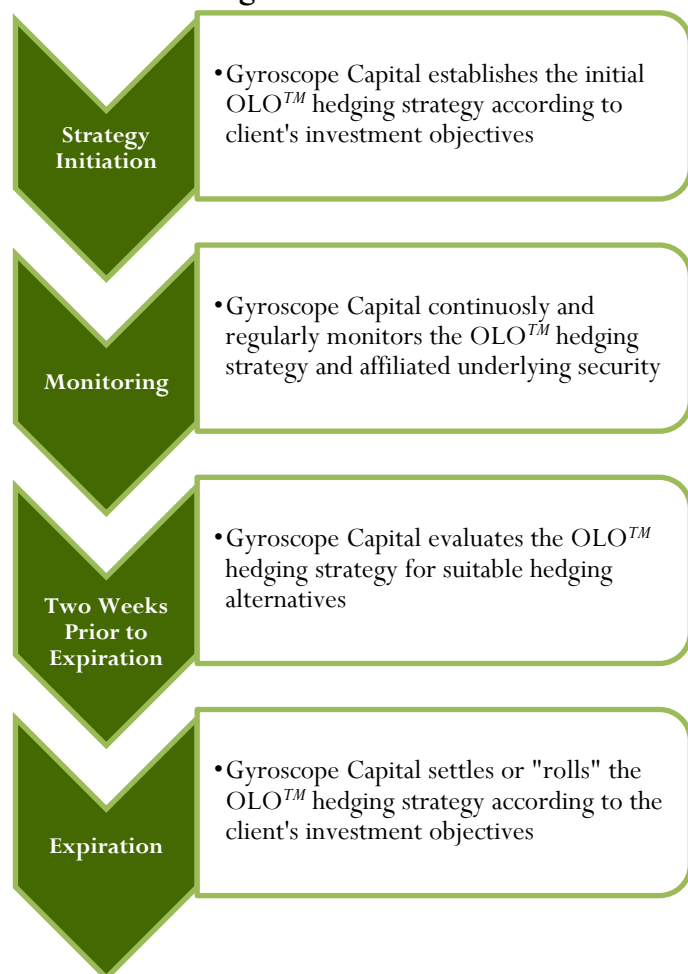 Strategy
Initiation
•Gyroscope Capital establishes the initial
OLO™ hedging strategy according to
client's investment objectives
Monitoring
•Gyroscope Capital continuosly and
regularly monitors the OLO™ hedging
strategy and affiliated underlying security
Two Weeks
Prior to
Expiration
•Gyroscope Capital evaluates the OLO™
hedging strategy for suitable hedging
alternatives
Expiration
•Gyroscope Capital settles or "rolls" the
OLO™ hedging strategy according to the
client's investment objectives